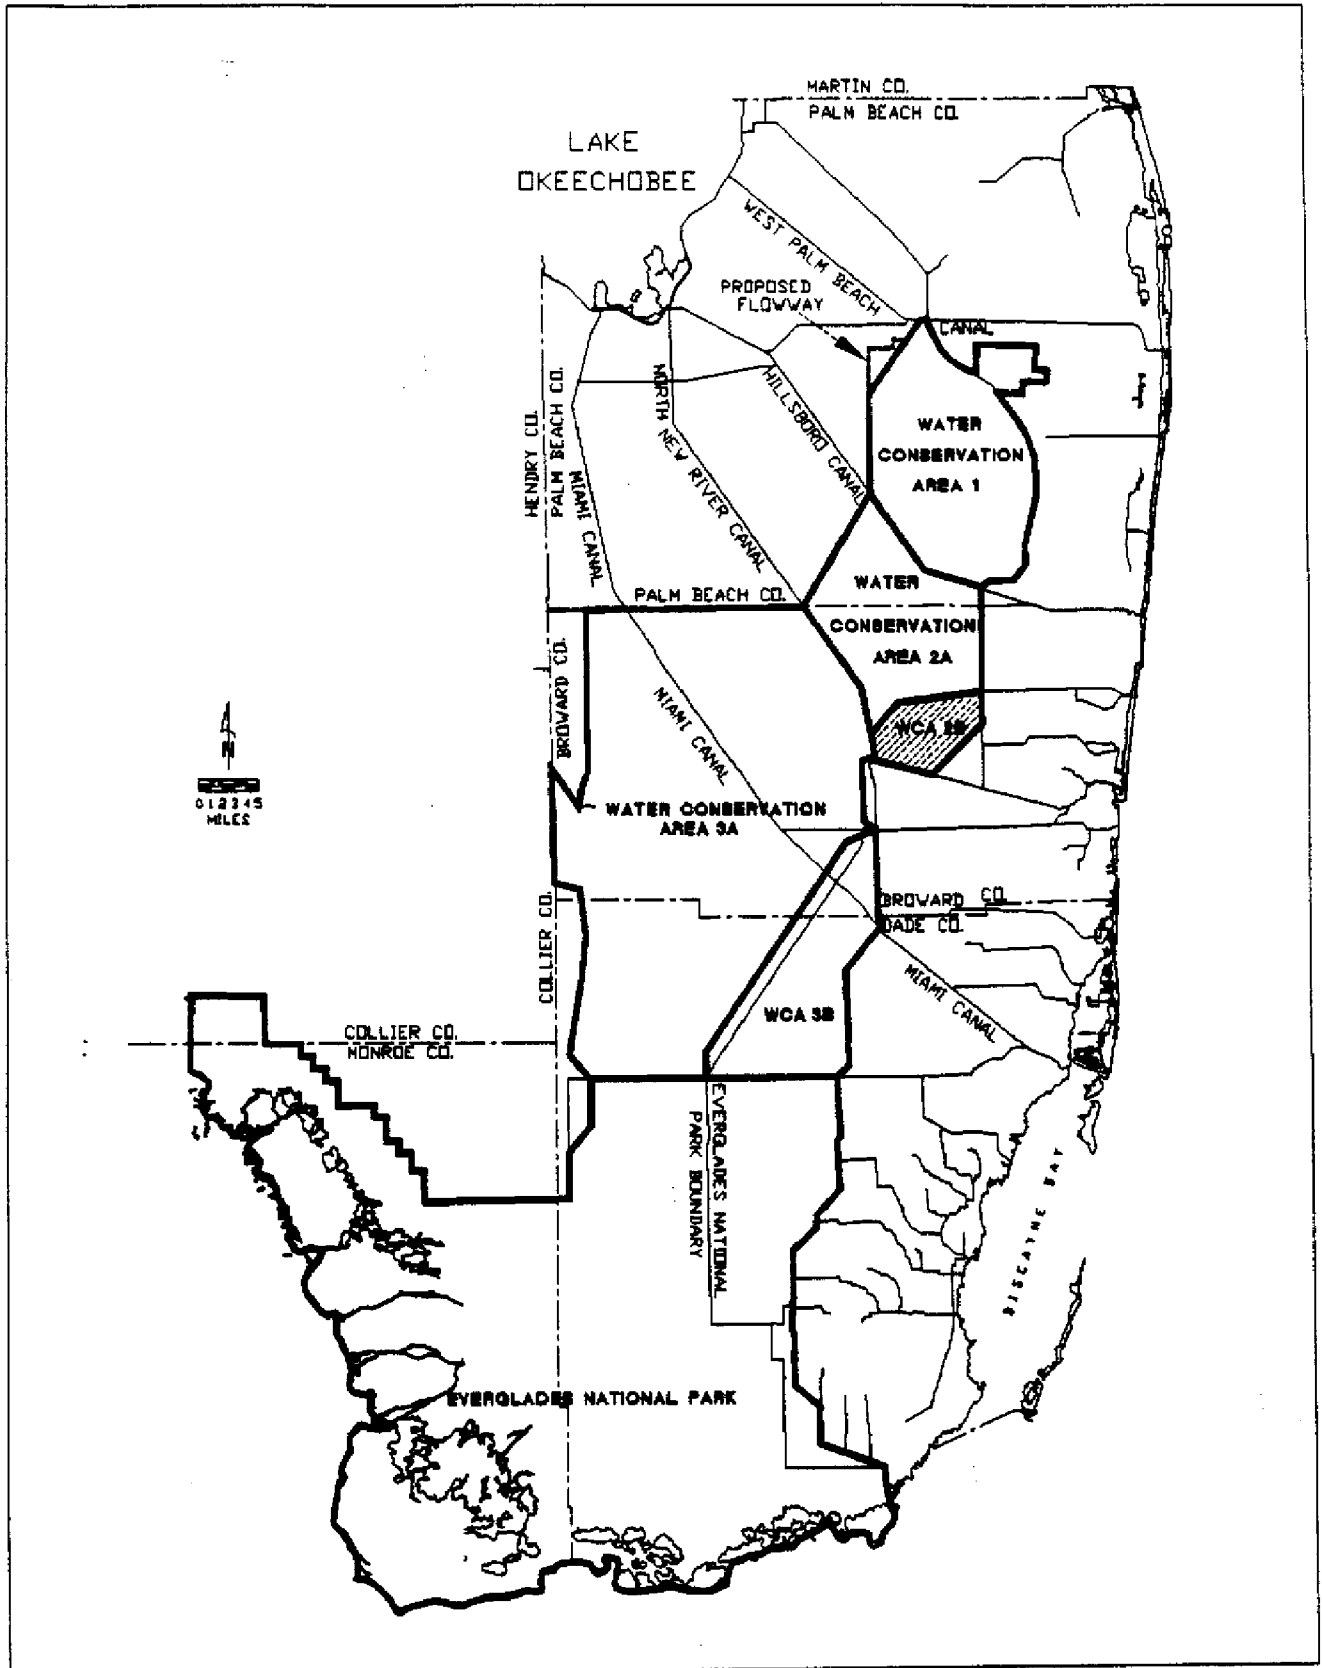 MARTIN CO.
PALM BEACH CO.
LAKE
OKEECHOBEE
WEST PALM BEACH
CANAL
PROPOSED
FLOWWAY
HENDRY CO.
PALM BEACH CO.
MIAMI CANAL
NORTH NEW RIVER CANAL
HILLSBORO CANAL
WATER
CONSERVATION
AREA 1
PALM BEACH CO.
WATER
CONSERVATION
AREA 2A
BROWARD CO.
MIAMI CANAL
WCA 2B
N
0 1 2 3 4 5
MILES
WATER CONSERVATION
AREA 3A
BROWARD CO.
DADE CO.
COLLIER CO.
MIAMI CANAL
WCA 3B
COLLIER CO.
MONROE CO.
EVERGLADES NATIONAL
PARK BOUNDARY
BISCAYNE BAY
EVERGLADES NATIONAL PARK